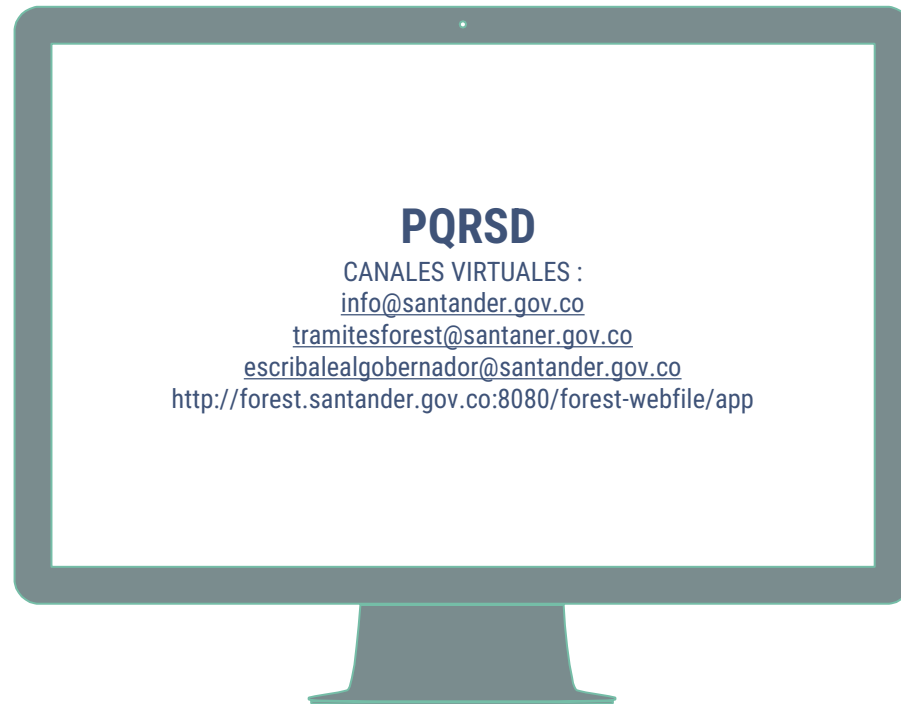 PQRSD
CANALES VIRTUALES :
info@santander.gov.co
tramitesforest@santaner.gov.co
escribalealgobernador@santander.gov.co
http://forest.santander.gov.co:8080/forest-webfile/app